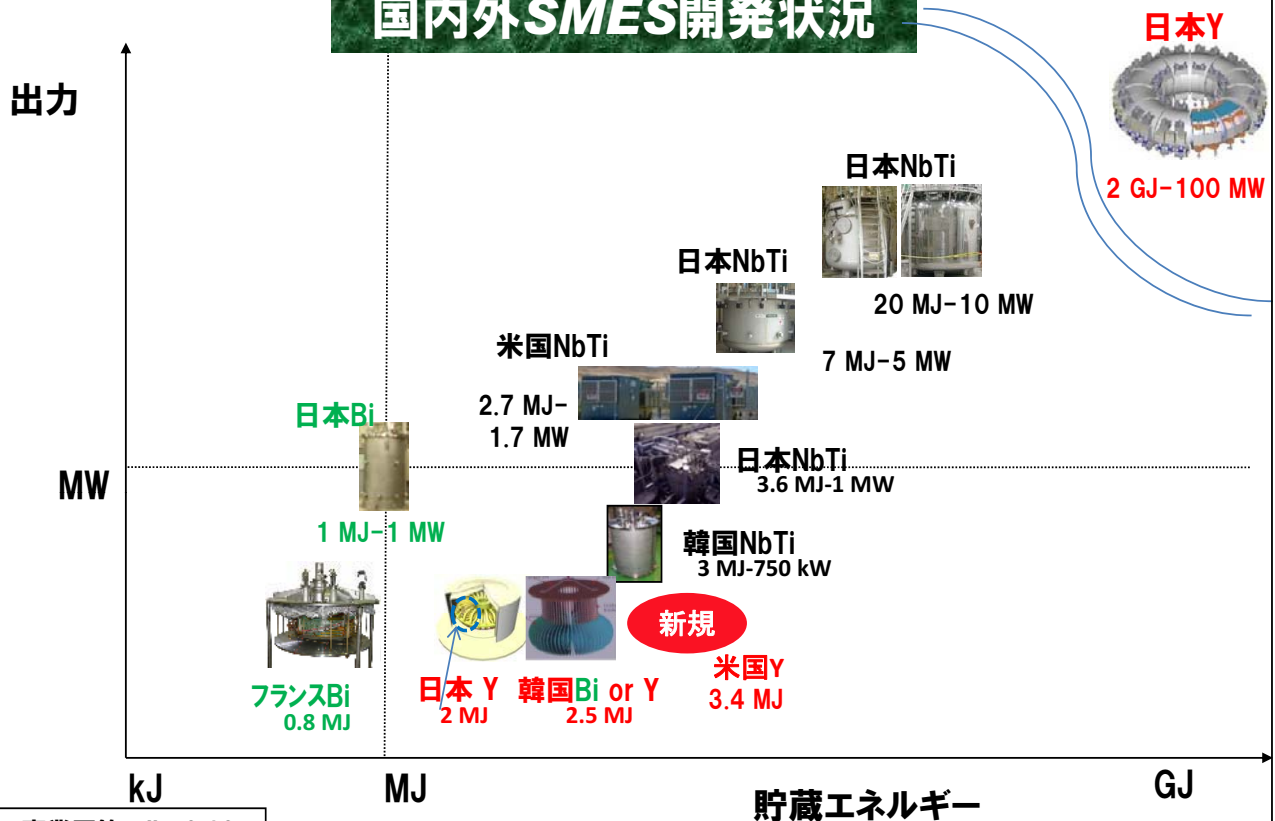 国内外SMES開発状況
出力
日本Y
2 GJ-100 MW
日本NbTi
20 MJ-10 MW
日本NbTi
7 MJ-5 MW
米国NbTi
2.7 MJ-
1.7 MW
日本Bi
1 MJ-1 MW
MW
日本NbTi
3.6 MJ-1 MW
韓国NbTi
3 MJ-750 kW
新規
米国Y
3.4 MJ
フランスBi
0.8 MJ
日本 Y
2 MJ
韓国Bi or Y
2.5 MJ
kJ
MJ
GJ
貯蔵エネルギー